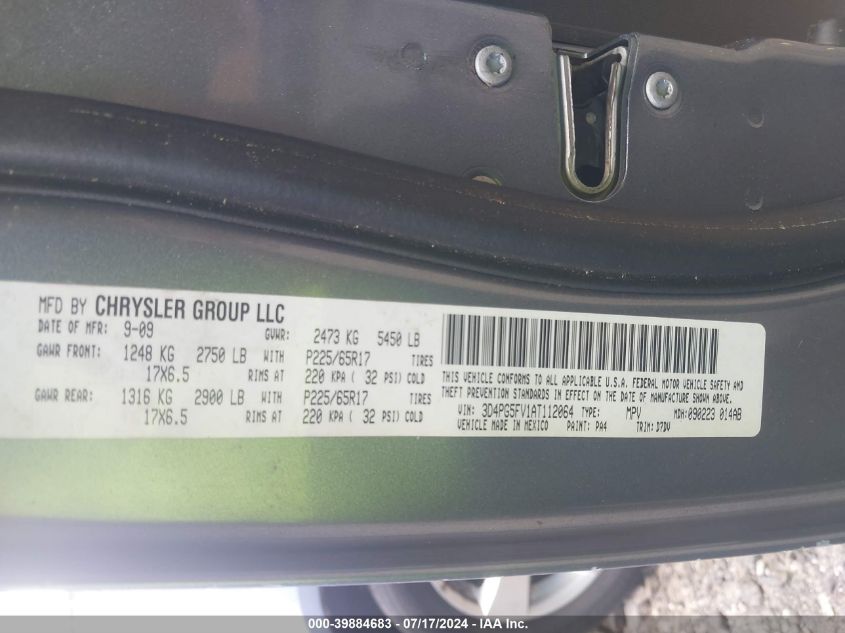 MFD BY CHRYSLER GROUP LLC
DATE OF MFR: 9-09 GVWR: 2473 KG 5450 LB
GAWR FRONT: 1248 KG 2750 LB WITH P225/65R17 TIRES
17X6.5 RIMS AT 220 KPA ( 32 PSI) COLD
GAWR REAR: 1316 KG 2900 LB WITH P225/65R17 TIRES
17X6.5 RIMS AT 220 KPA ( 32 PSI) COLD
THIS VEHICLE CONFORMS TO ALL APPLICABLE U.S.A. FEDERAL MOTOR VEHICLE SAFETY AND
THEFT PREVENTION STANDARDS IN EFFECT ON THE DATE OF MANUFACTURE SHOWN ABOVE.
VIN: 3D4PG5FV1AT112064 TYPE: MPV MDH: 090223 014AB
VEHICLE MADE IN MEXICO PAINT: PA4 TRIM: D7DV
000-39884683 - 07/17/2024 - IAA Inc.